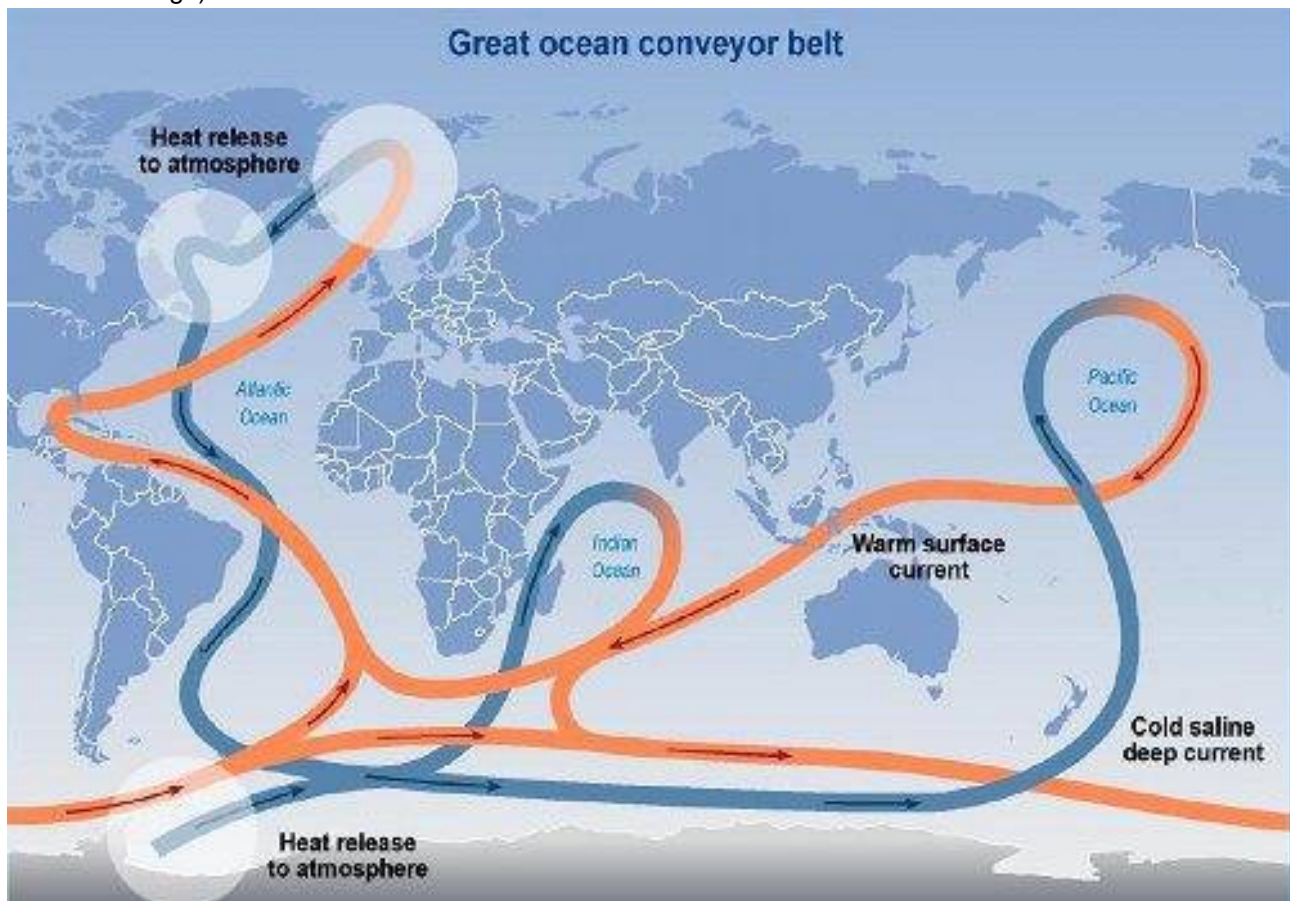 Great ocean conveyor belt
Heat release
to atmosphere
Atlantic
Ocean
Pacific
Ocean
Indian
Ocean
Warm surface
current
Cold saline
deep current
Heat release
to atmosphere